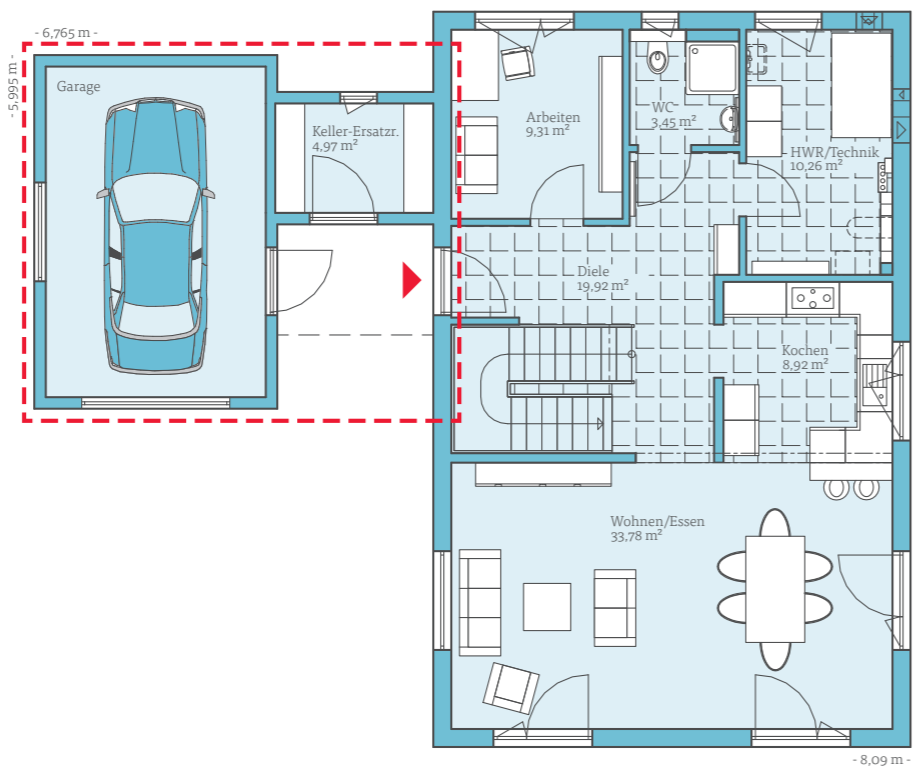 - 6,765 m -
- 5,995 m -
Garage
Keller-Ersatzr.
4,97 m²
Arbeiten
9,31 m²
WC
3,45 m²
HWR/Technik
10,26 m²
Diele
19,92 m²
Kochen
8,92 m²
Wohnen/Essen
33,78 m²
- 8,09 m -